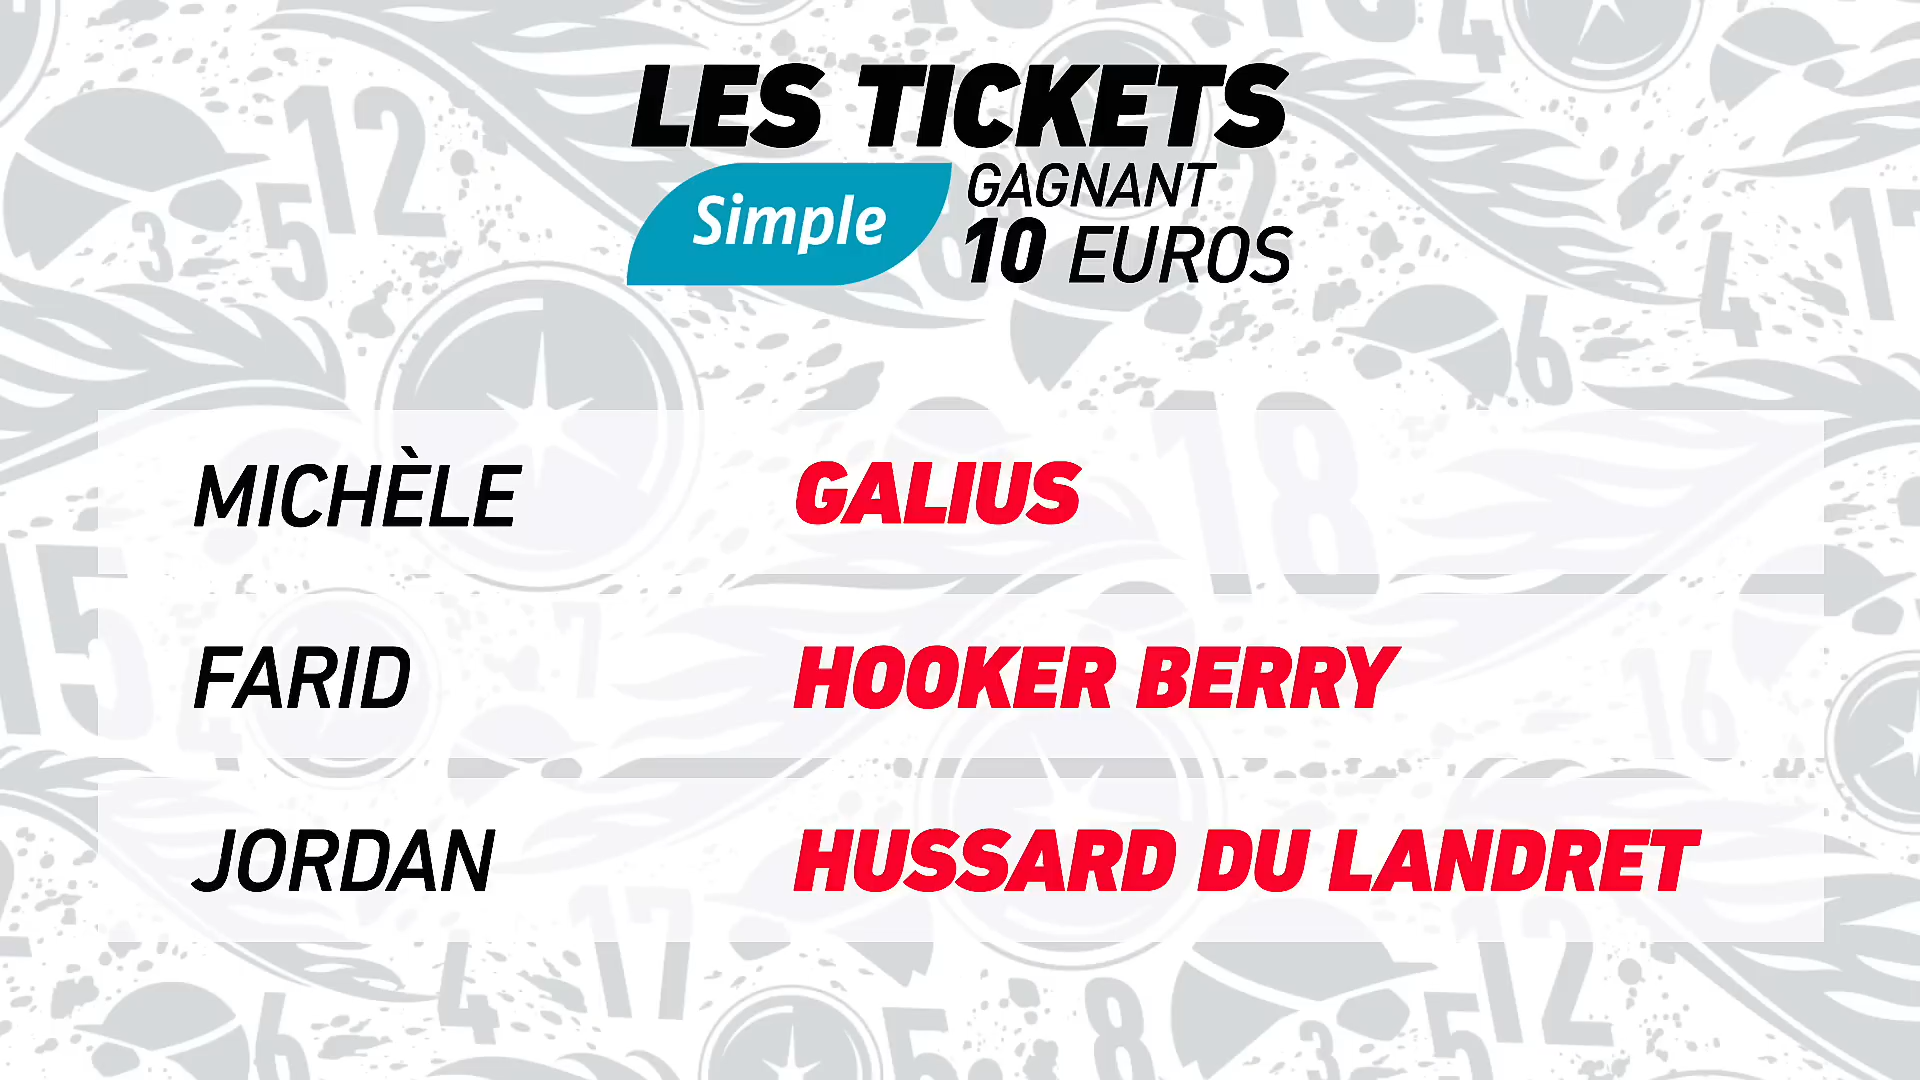 LES TICKETS
Simple
GAGNANT
10 EUROS
MICHÈLE
GALIUS
FARID
HOOKER BERRY
JORDAN
HUSSARD DU LANDRET